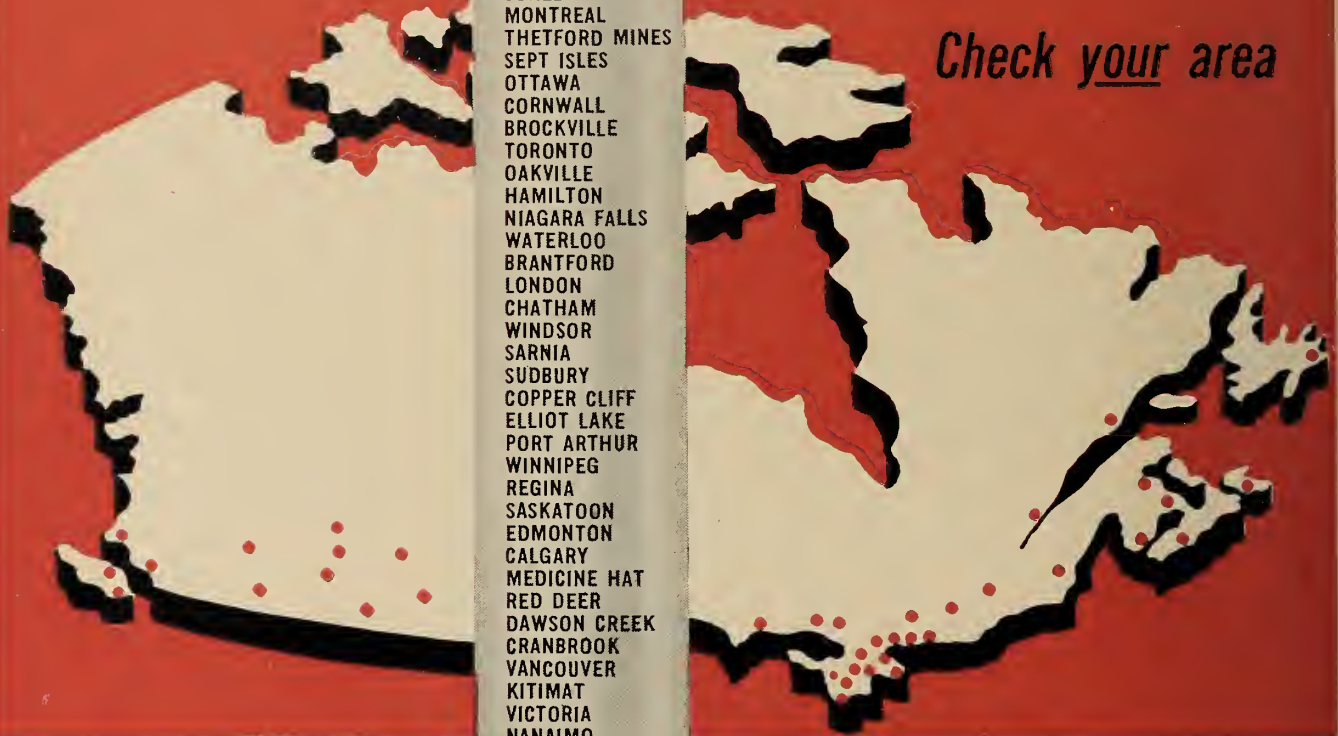 MONTREAL
THETFORD MINES
SEPT ISLES
OTTAWA
CORNWALL
BROCKVILLE
TORONTO
OAKVILLE
HAMILTON
NIAGARA FALLS
WATERLOO
BRANTFORD
LONDON
CHATHAM
WINDSOR
SARNIA
SUDBURY
COPPER CLIFF
ELLIOT LAKE
PORT ARTHUR
WINNIPEG
REGINA
SASKATOON
EDMONTON
CALGARY
MEDICINE HAT
RED DEER
DAWSON CREEK
CRANBROOK
VANCOUVER
KITIMAT
VICTORIA
NANAIMO
Check your area